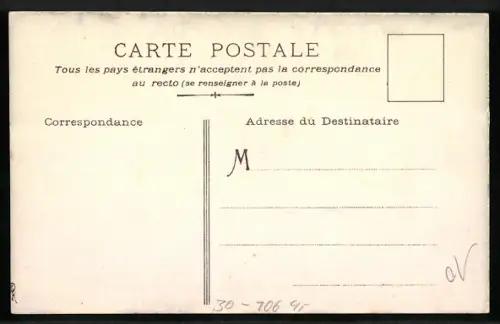 CARTE POSTALE
Tous les pays étrangers n'acceptent pas la correspondance
au recto (se renseigner à la poste)
Correspondance
Adresse du Destinataire
M
30-706